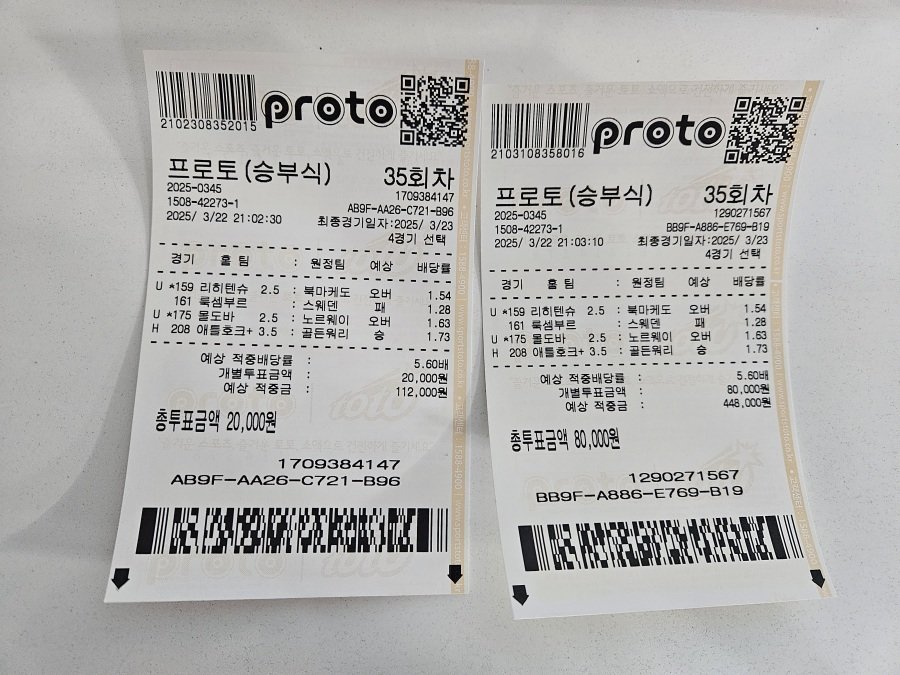 2102308352015
proto
프로토 (승부식) 35회차
2025-0345 1709384147
1508-42273-1 AB9F-AA26-C721-B96
2025/ 3/22 21:02:30 최종경기일자:2025/ 3/23
4경기 선택
경기 홈 팀 : 원정팀 예상 배당률
U *159 리히텐슈 2.5 : 북마케도 오버 1.54
161 룩셈부르 : 스웨덴 패 1.28
U *175 몰도바 2.5 : 노르웨이 오버 1.63
H 208 애틀호크+ 3.5 : 골든워리 승 1.73
예상 적중배당률 : 5.60배
개별투표금액 : 20,000원
예상 적중금 : 112,000원
총투표금액 20,000원
1709384147
AB9F-AA26-C721-B96
2103108358016
proto
프로토 (승부식) 35회차
2025-0345 1290271567
1508-42273-1 BB9F-A886-E769-B19
2025/ 3/22 21:03:10 최종경기일자:2025/ 3/23
4경기 선택
경기 홈 팀 : 원정팀 예상 배당률
U *159 리히텐슈 2.5 : 북마케도 오버 1.54
161 룩셈부르 : 스웨덴 패 1.28
U *175 몰도바 2.5 : 노르웨이 오버 1.63
H 208 애틀호크+ 3.5 : 골든워리 승 1.73
예상 적중배당률 : 5.60배
개별투표금액 : 80,000원
예상 적중금 : 448,000원
총투표금액 80,000원
1290271567
BB9F-A886-E769-B19